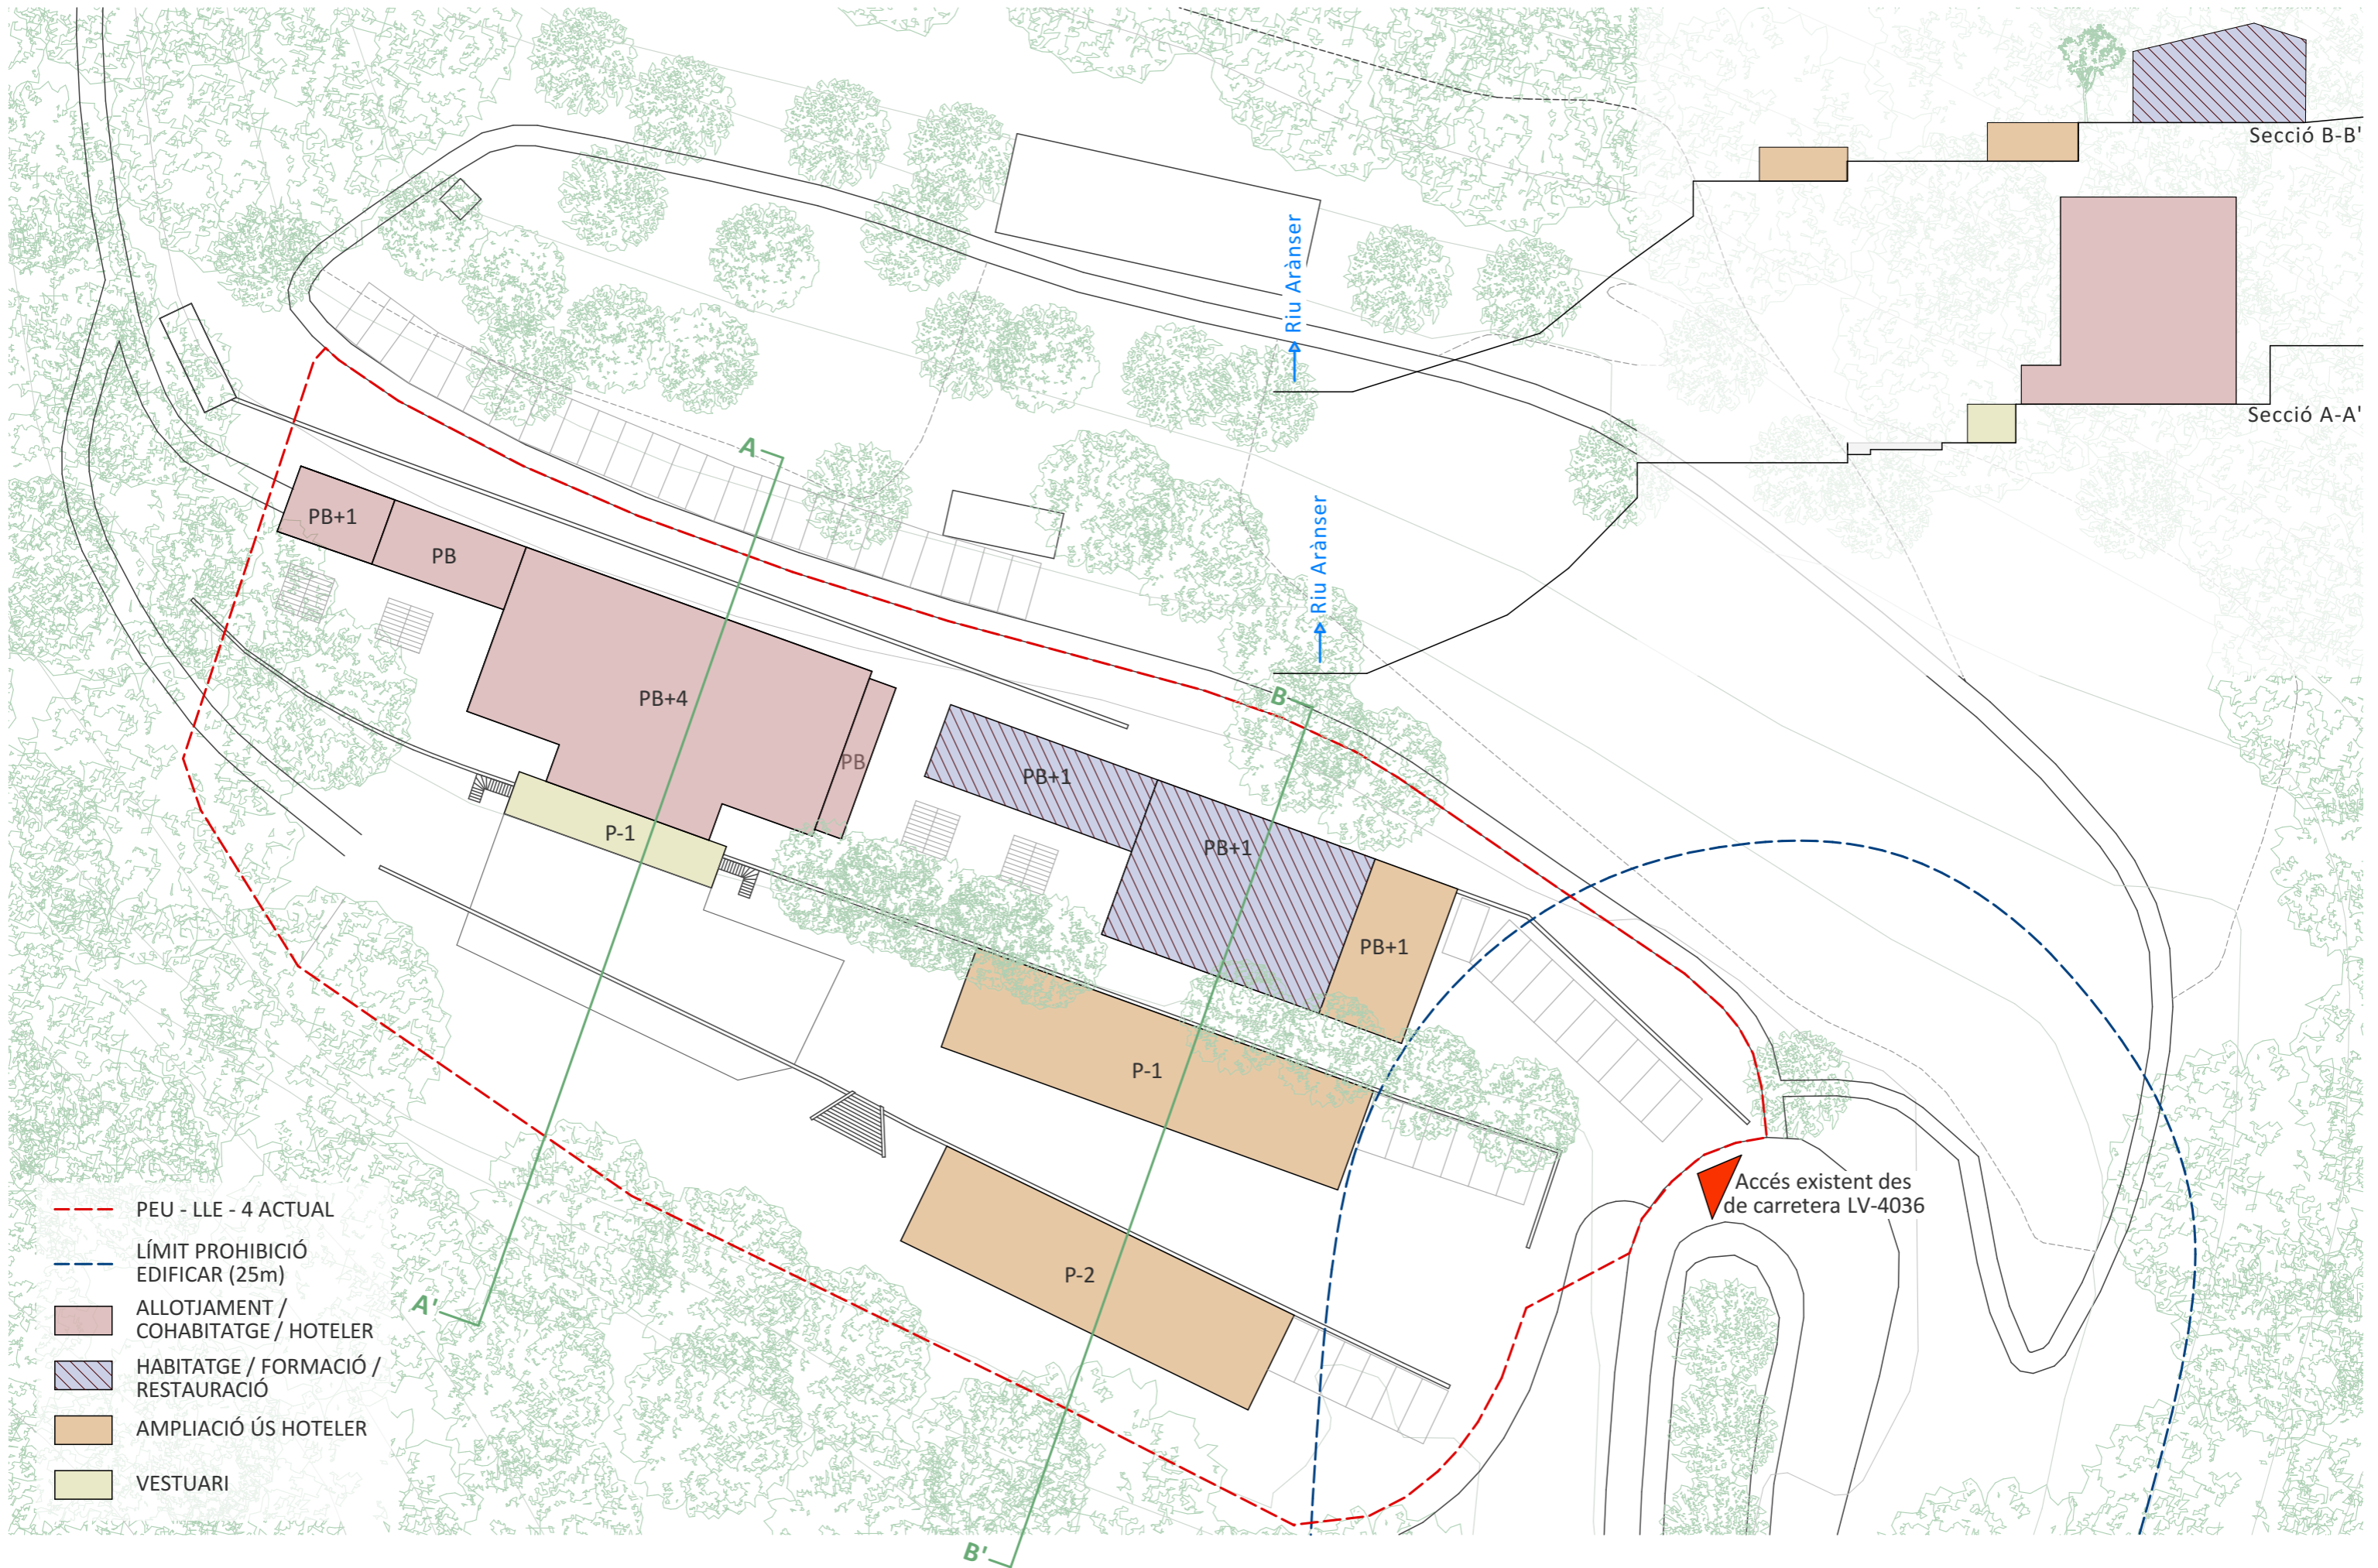 Secció B-B'
Riu Arànser
Secció A-A'
A
PB+1
PB
Riu Arànser
PB+4
B
PB
PB+1
P-1
PB+1
PB+1
P-1
Accés existent des
de carretera LV-4036
P-2
A'
B'
PEU - LLE - 4 ACTUAL
LÍMIT PROHIBICIÓ
EDIFICAR (25m)
ALLOTJAMENT /
COHABITATGE / HOTELER
HABITATGE / FORMACIÓ /
RESTAURACIÓ
AMPLIACIÓ ÚS HOTELER
VESTUARI